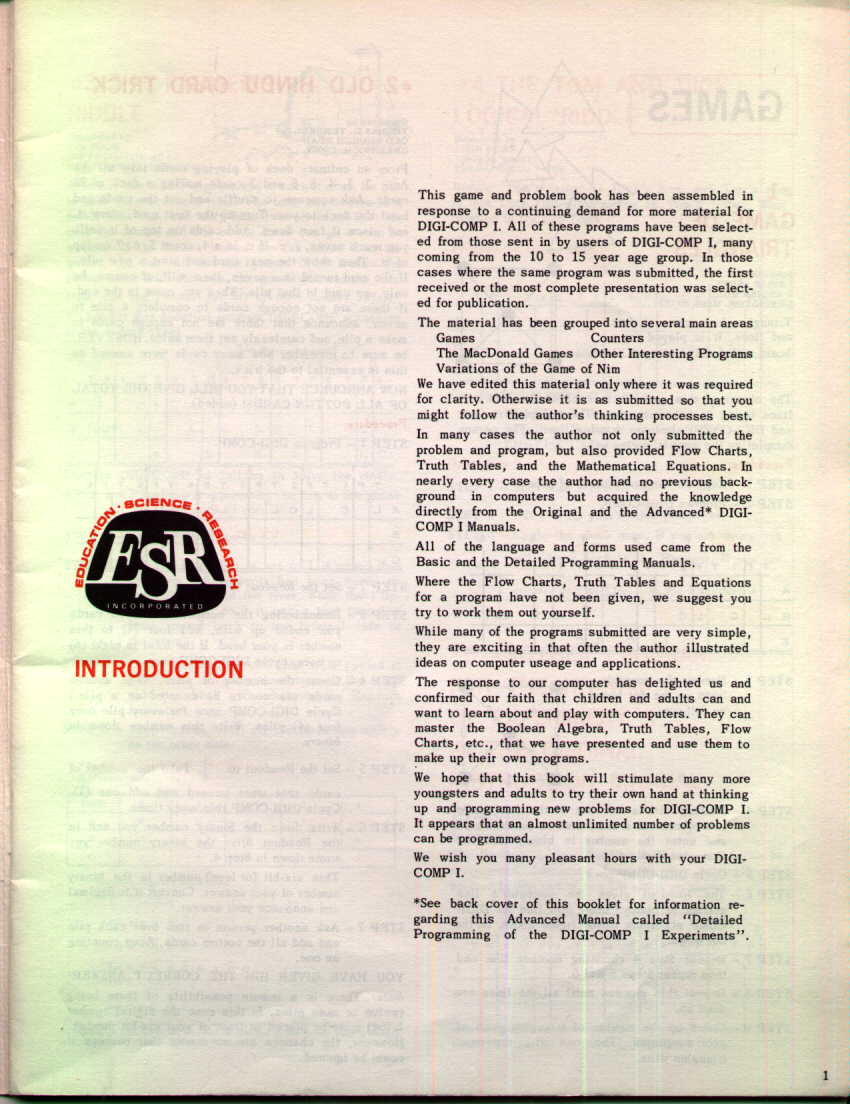 EDUCATION · SCIENCE · RESEARCH
ESR
INCORPORATED
INTRODUCTION
This game and problem book has been assembled in
response to a continuing demand for more material for
DIGI-COMP I. All of these programs have been select-
ed from those sent in by users of DIGI-COMP I, many
coming from the 10 to 15 year age group. In those
cases where the same program was submitted, the first
received or the most complete presentation was select-
ed for publication.
The material has been grouped into several main areas
Games Counters
The MacDonald Games Other Interesting Programs
Variations of the Game of Nim
We have edited this material only where it was required
for clarity. Otherwise it is as submitted so that you
might follow the author's thinking processes best.
In many cases the author not only submitted the
problem and program, but also provided Flow Charts,
Truth Tables, and the Mathematical Equations. In
nearly every case the author had no previous back-
ground in computers but acquired the knowledge
directly from the Original and the Advanced* DIGI-
COMP I Manuals.
All of the language and forms used came from the
Basic and the Detailed Programming Manuals.
Where the Flow Charts, Truth Tables and Equations
for a program have not been given, we suggest you
try to work them out yourself.
While many of the programs submitted are very simple,
they are exciting in that often the author illustrated
ideas on computer useage and applications.
The response to our computer has delighted us and
confirmed our faith that children and adults can and
want to learn about and play with computers. They can
master the Boolean Algebra, Truth Tables, Flow
Charts, etc., that we have presented and use them to
make up their own programs.
We hope that this book will stimulate many more
youngsters and adults to try their own hand at thinking
up and programming new problems for DIGI-COMP I.
It appears that an almost unlimited number of problems
can be programmed.
We wish you many pleasant hours with your DIGI-
COMP I.
*See back cover of this booklet for information re-
garding this Advanced Manual called "Detailed
Programming of the DIGI-COMP I Experiments".
1